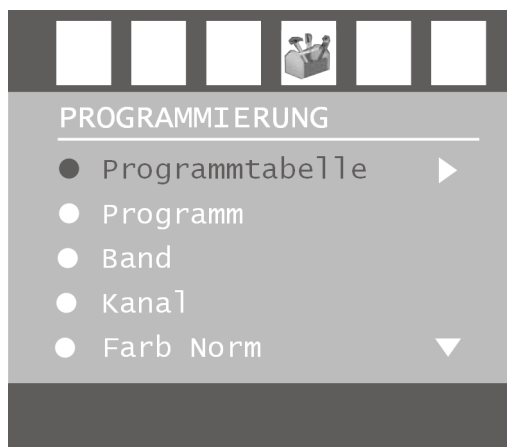 PROGRAMMIERUNG
Programmtabelle
Programm
Band
Kanal
Farb Norm